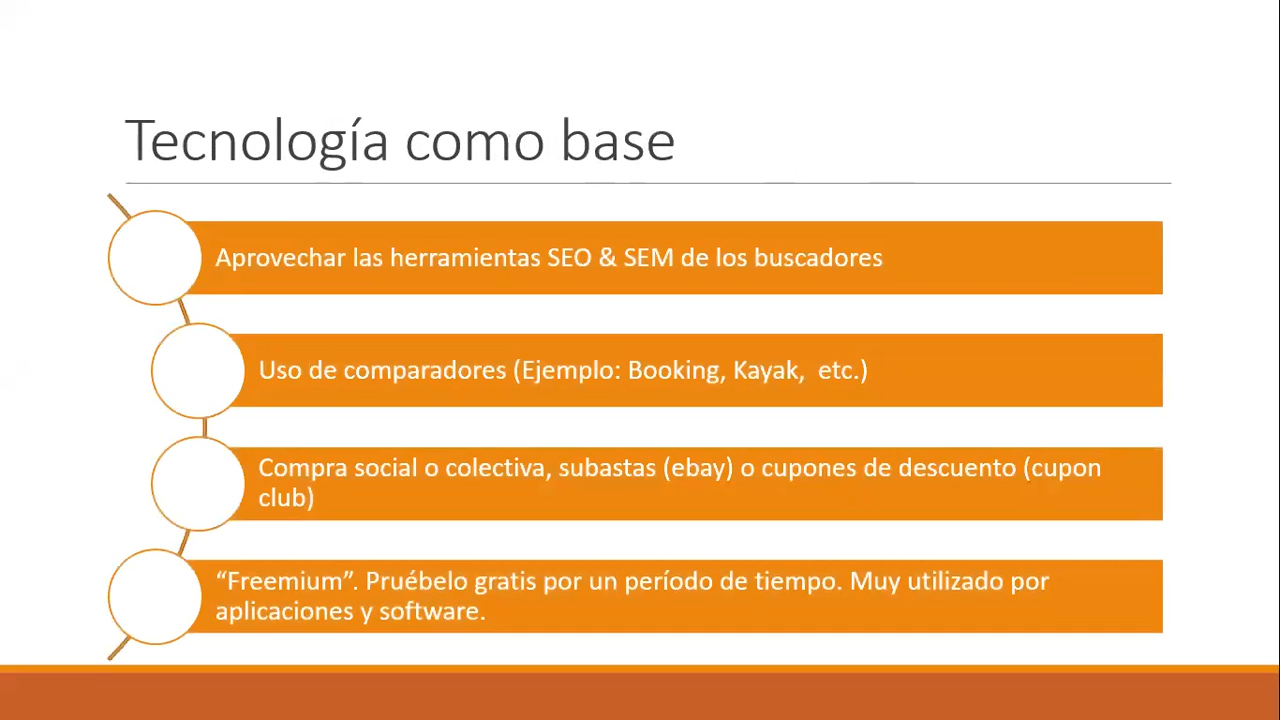 Tecnología como base
Aprovechar las herramientas SEO & SEM de los buscadores
Uso de comparadores (Ejemplo: Booking, Kayak,  etc.)
Compra social o colectiva, subastas (ebay) o cupones de descuento (cupon
club)
“Freemium”. Pruébelo gratis por un período de tiempo. Muy utilizado por
aplicaciones y software.